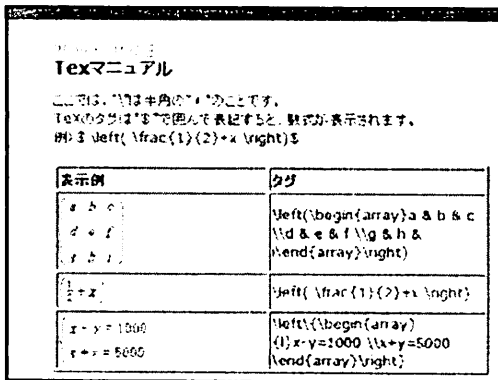 Texマニュアル
ここでは、"\"は半角の"¥"のことです。
TeXのタグは"$"で囲んで表記すると、数式が表示されます。
例) $ \left( \frac{1}{2}+x \right)$
表示例
タグ
a b c
d e f
\left(\begin{array}a & b & c
\\d & e & f \\g & h &
\end{array}\right)
1/2 + x
\left( \frac{1}{2}+x \right)
x - y = 1000
x + y = 5000
\left\{\begin{array}
{l}x-y=1000 \\x+y=5000
\end{array}\right}